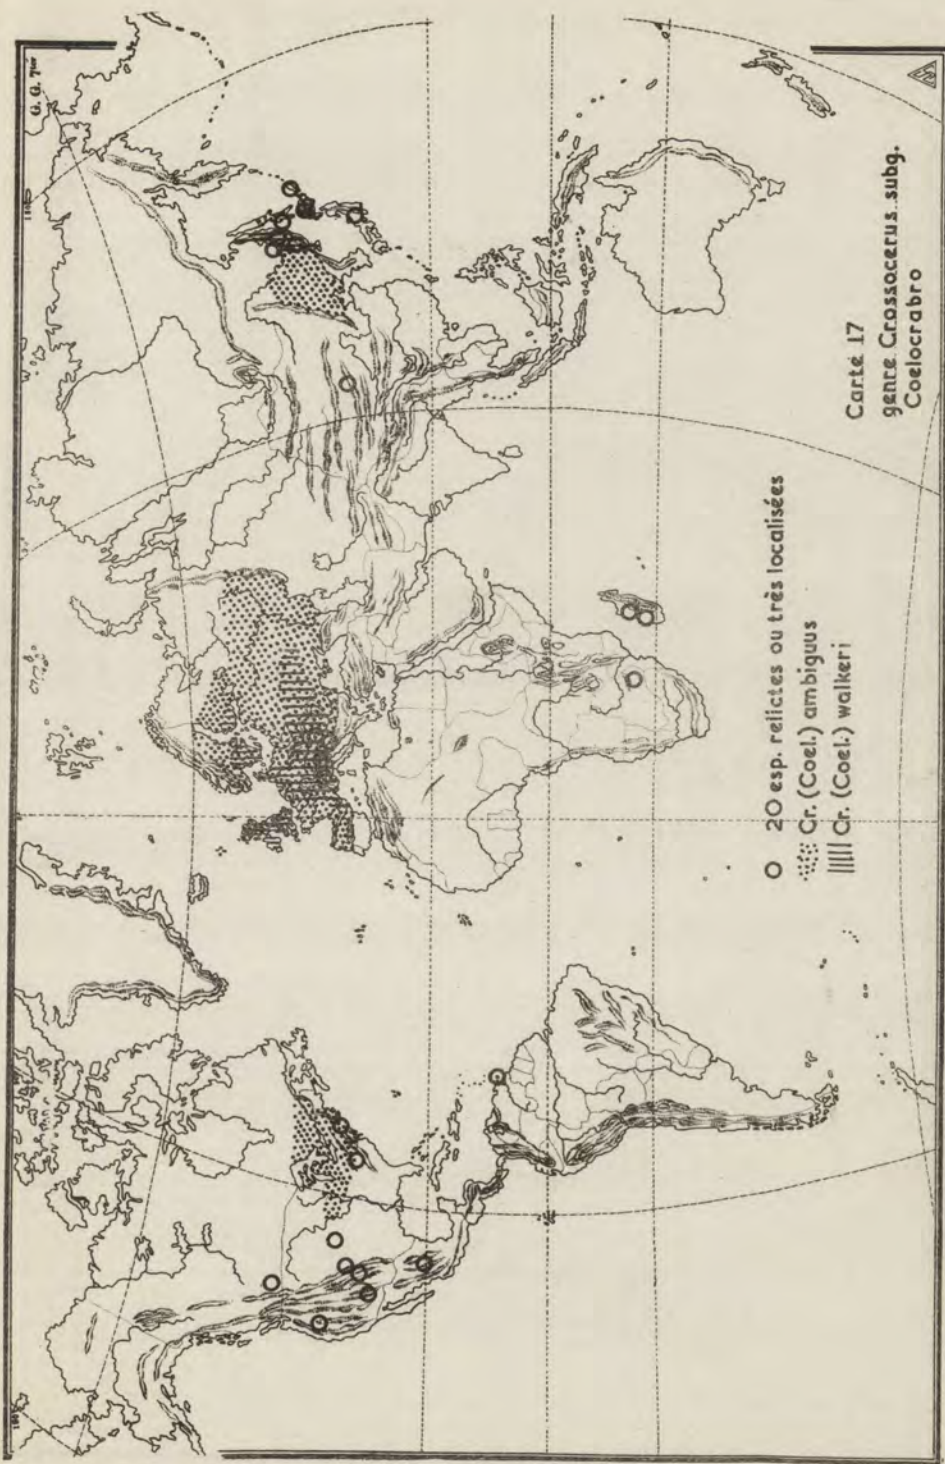 Carte 17
genre Crossocerus subg.
Coelocrabro
20 esp. relictes ou très localisées
Cr. (Coel.) ambiguus
Cr. (Coel.) walkeri